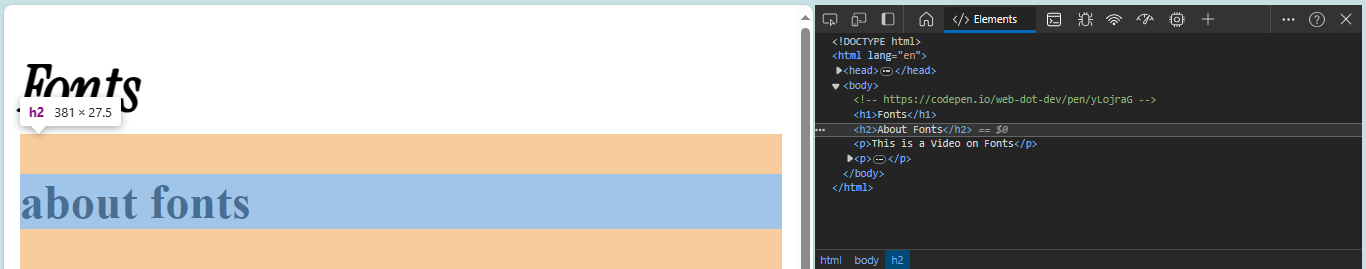 Fonts
h2 381 × 27.5
about fonts
Elements
<!DOCTYPE html>
<html lang="en">
<head>⋯</head>
<body>
<!-- https://codepen.io/web-dot-dev/pen/yLojraG -->
<h1>Fonts</h1>
<h2>About Fonts</h2> == $0
<p>This is a Video on Fonts</p>
<p>⋯</p>
</body>
</html>
html body h2